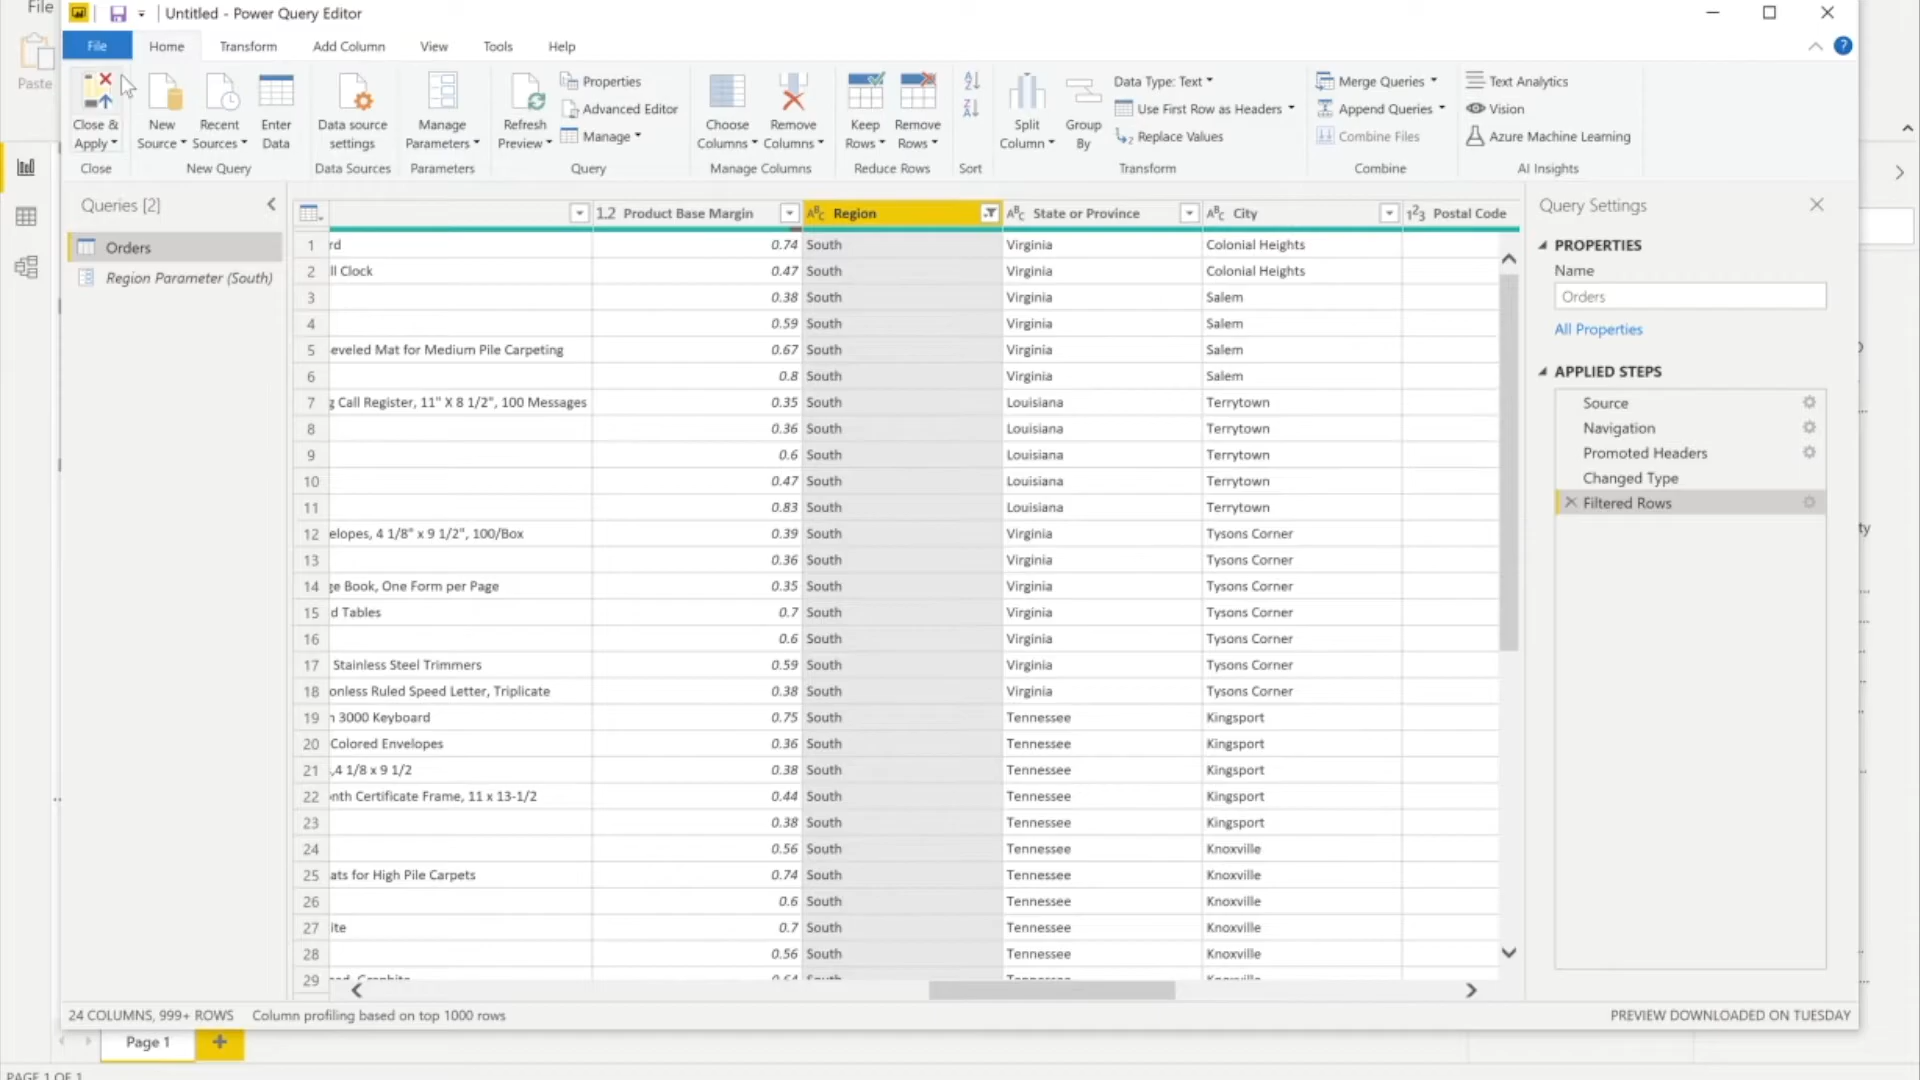 File
Paste
Untitled - Power Query Editor
File Home Transform Add Column View Tools Help
Close & Apply
New Source
Recent Sources
Enter Data
Data source settings
Manage Parameters
Refresh Preview
Properties
Advanced Editor
Manage
Choose Columns
Remove Columns
Keep Rows
Remove Rows
Split Column
Group By
Data Type: Text
Use First Row as Headers
Replace Values
Merge Queries
Append Queries
Combine Files
Text Analytics
Vision
Azure Machine Learning
Close New Query Data Sources Parameters Query Manage Columns Reduce Rows Sort Transform Combine AI Insights
Queries [2]
Orders
Region Parameter (South)
1.2 Product Base Margin ABC Region ABC State or Province ABC City 123 Postal Code
1 rd 0.74 South Virginia Colonial Heights
2 ll Clock 0.47 South Virginia Colonial Heights
3 0.38 South Virginia Salem
4 0.59 South Virginia Salem
5 eveled Mat for Medium Pile Carpeting 0.67 South Virginia Salem
6 0.8 South Virginia Salem
7 g Call Register, 11" X 8 1/2", 100 Messages 0.35 South Louisiana Terrytown
8 0.36 South Louisiana Terrytown
9 0.6 South Louisiana Terrytown
10 0.47 South Louisiana Terrytown
11 0.83 South Louisiana Terrytown
12 elopes, 4 1/8" x 9 1/2", 100/Box 0.39 South Virginia Tysons Corner
13 0.36 South Virginia Tysons Corner
14 ge Book, One Form per Page 0.35 South Virginia Tysons Corner
15 d Tables 0.7 South Virginia Tysons Corner
16 0.6 South Virginia Tysons Corner
17 Stainless Steel Trimmers 0.59 South Virginia Tysons Corner
18 onless Ruled Speed Letter, Triplicate 0.38 South Virginia Tysons Corner
19 n 3000 Keyboard 0.75 South Tennessee Kingsport
20 Colored Envelopes 0.36 South Tennessee Kingsport
21 ,4 1/8 x 9 1/2 0.38 South Tennessee Kingsport
22 onth Certificate Frame, 11 x 13-1/2 0.44 South Tennessee Kingsport
23 0.38 South Tennessee Kingsport
24 0.56 South Tennessee Knoxville
25 ats for High Pile Carpets 0.74 South Tennessee Knoxville
26 0.6 South Tennessee Knoxville
27 ite 0.7 South Tennessee Knoxville
28 0.56 South Tennessee Knoxville
29 0.64 South Tennessee Knoxville
Query Settings
PROPERTIES
Name
Orders
All Properties
APPLIED STEPS
Source
Navigation
Promoted Headers
Changed Type
Filtered Rows
24 COLUMNS, 999+ ROWS Column profiling based on top 1000 rows
PREVIEW DOWNLOADED ON TUESDAY
Page 1
PAGE 1 OF 1